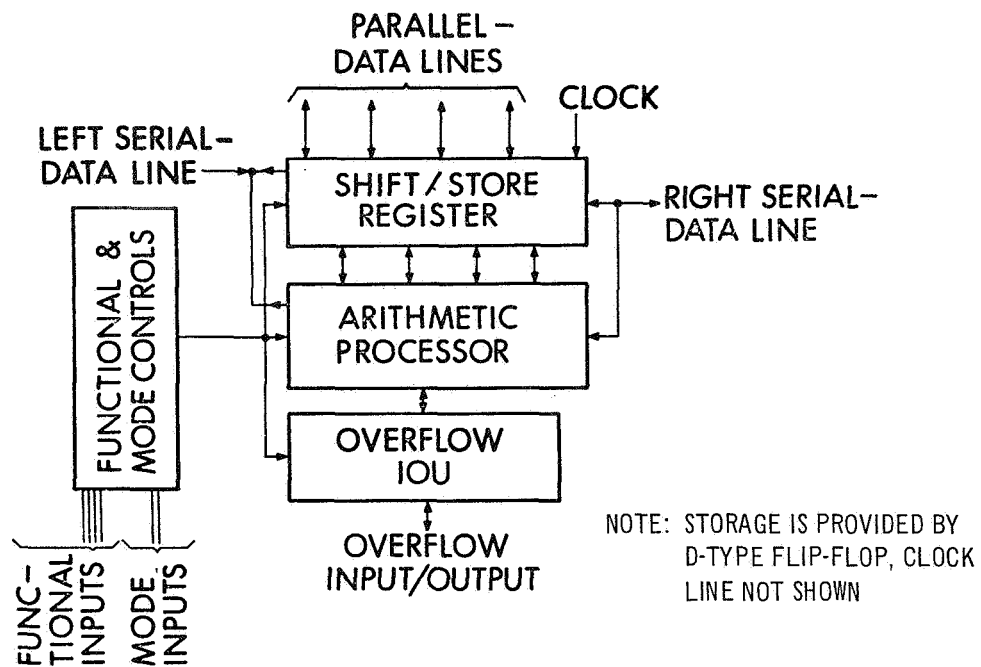 PARALLEL-
DATA LINES
CLOCK
LEFT SERIAL-
DATA LINE
SHIFT/STORE
REGISTER
RIGHT SERIAL-
DATA LINE
FUNCTIONAL &
MODE CONTROLS
ARITHMETIC
PROCESSOR
OVERFLOW
IOU
OVERFLOW
INPUT/OUTPUT
FUNC-
TIONAL
INPUTS
MODE
INPUTS
NOTE: STORAGE IS PROVIDED BY
D-TYPE FLIP-FLOP, CLOCK
LINE NOT SHOWN